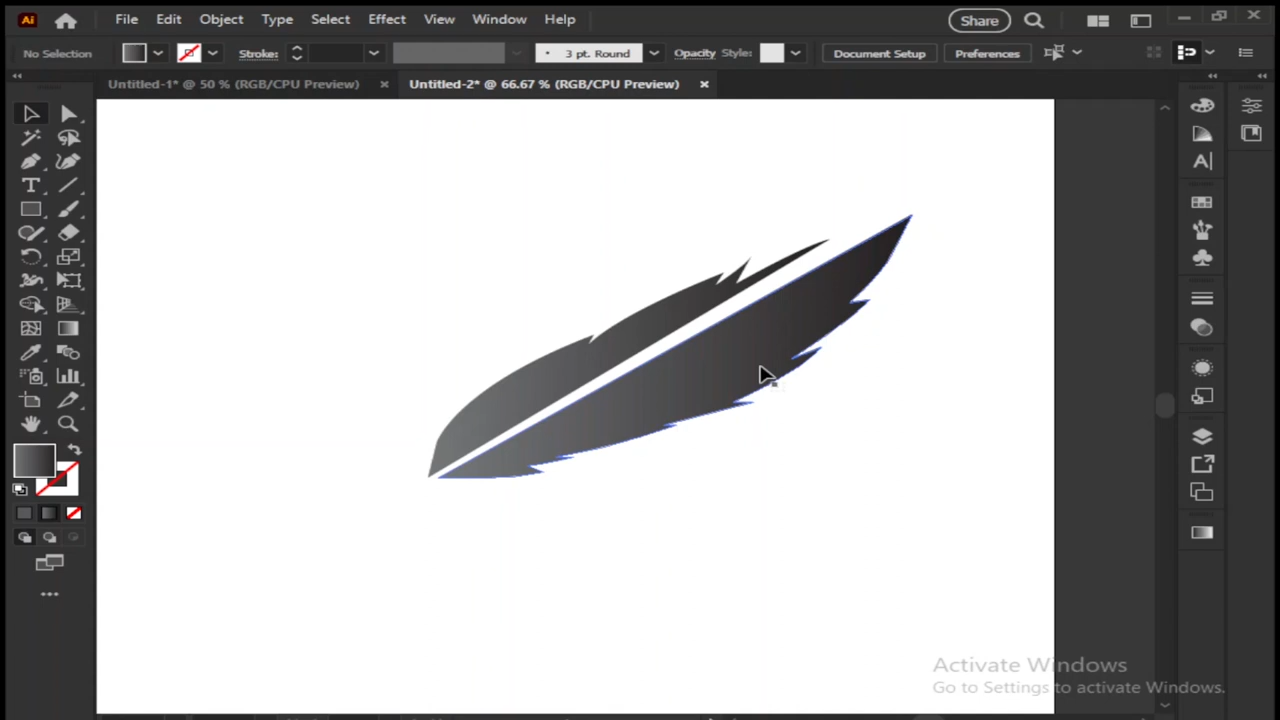 Ai File Edit Object Type Select Effect View Window Help Share
No Selection Stroke: 3 pt. Round Opacity Style: Document Setup Preferences
Untitled-1* @ 50 % (RGB/CPU Preview) Untitled-2* @ 66.67 % (RGB/CPU Preview)
Activate Windows
Go to Settings to activate Windows.